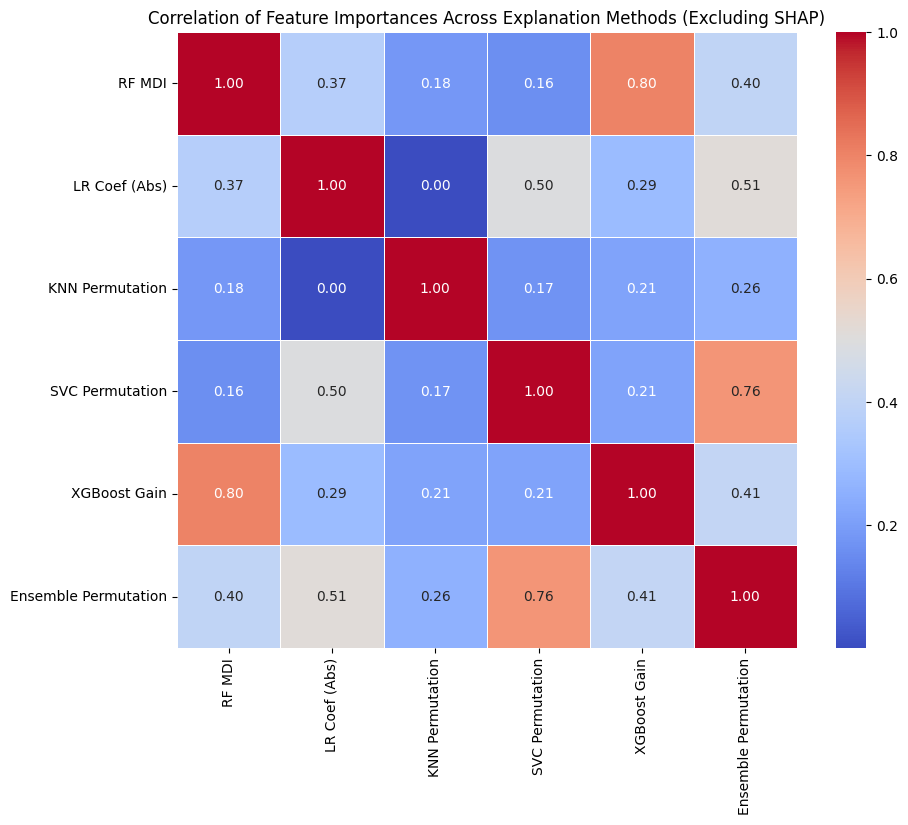 Correlation of Feature Importances Across Explanation Methods (Excluding SHAP)
RF MDI 1.00 0.37 0.18 0.16 0.80 0.40
LR Coef (Abs) 0.37 1.00 0.00 0.50 0.29 0.51
KNN Permutation 0.18 0.00 1.00 0.17 0.21 0.26
SVC Permutation 0.16 0.50 0.17 1.00 0.21 0.76
XGBoost Gain 0.80 0.29 0.21 0.21 1.00 0.41
Ensemble Permutation 0.40 0.51 0.26 0.76 0.41 1.00
RF MDI
LR Coef (Abs)
KNN Permutation
SVC Permutation
XGBoost Gain
Ensemble Permutation
1.0
0.8
0.6
0.4
0.2